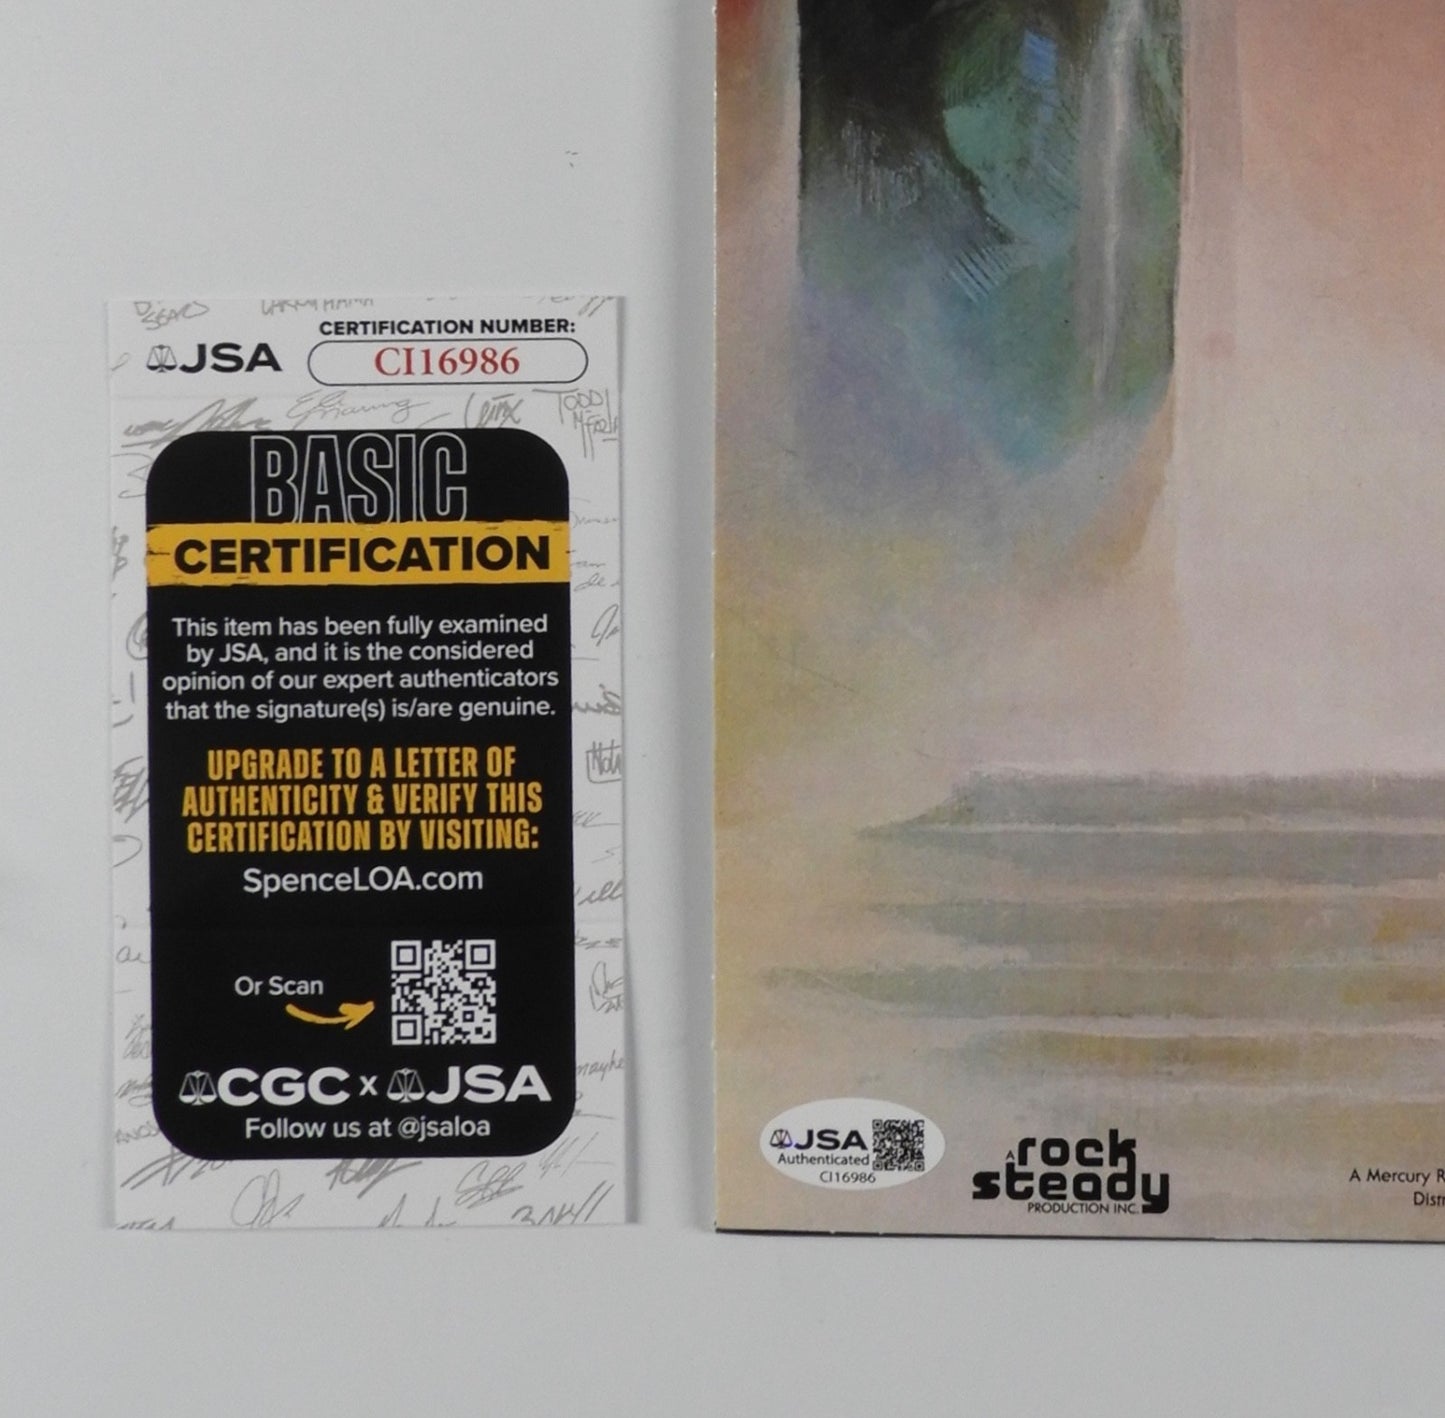 CERTIFICATION NUMBER:
JSA
CI16986
BASIC
CERTIFICATION
This item has been fully examined
by JSA, and it is the considered
opinion of our expert authenticators
that the signature(s) is/are genuine.
UPGRADE TO A LETTER OF
AUTHENTICITY & VERIFY THIS
CERTIFICATION BY VISITING:
SpenceLOA.com
Or Scan
CGC x JSA
Follow us at @jsaloa
JSA
Authenticated
CI16986
A rock
steady
PRODUCTION INC.
A Mercury R
Distr